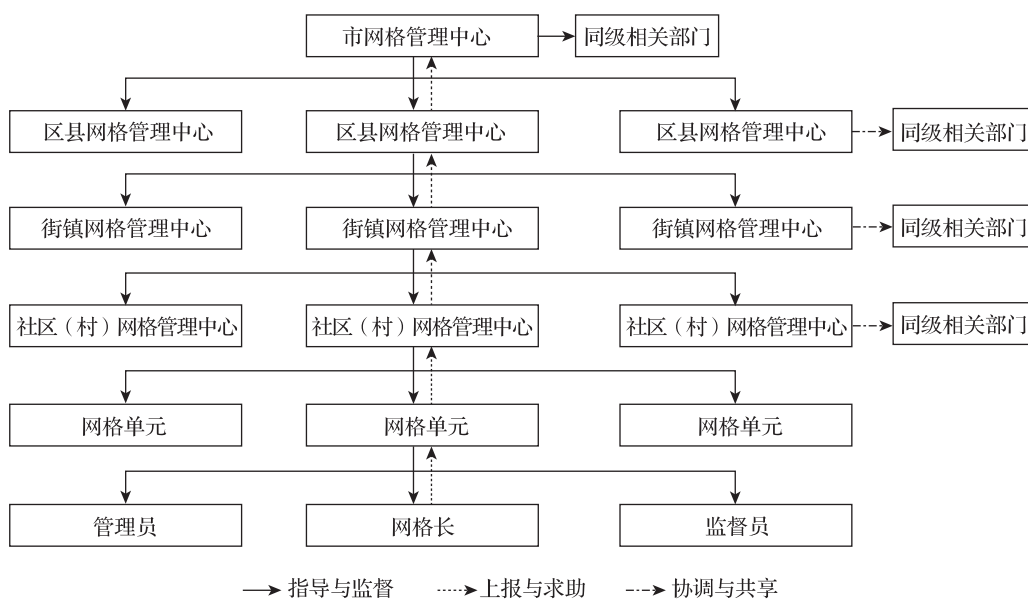 市网格管理中心 同级相关部门
区县网格管理中心 区县网格管理中心 区县网格管理中心 同级相关部门
街镇网格管理中心 街镇网格管理中心 街镇网格管理中心 同级相关部门
社区（村）网格管理中心 社区（村）网格管理中心 社区（村）网格管理中心 同级相关部门
网格单元 网格单元 网格单元
管理员 网格长 监督员
指导与监督 上报与求助 协调与共享